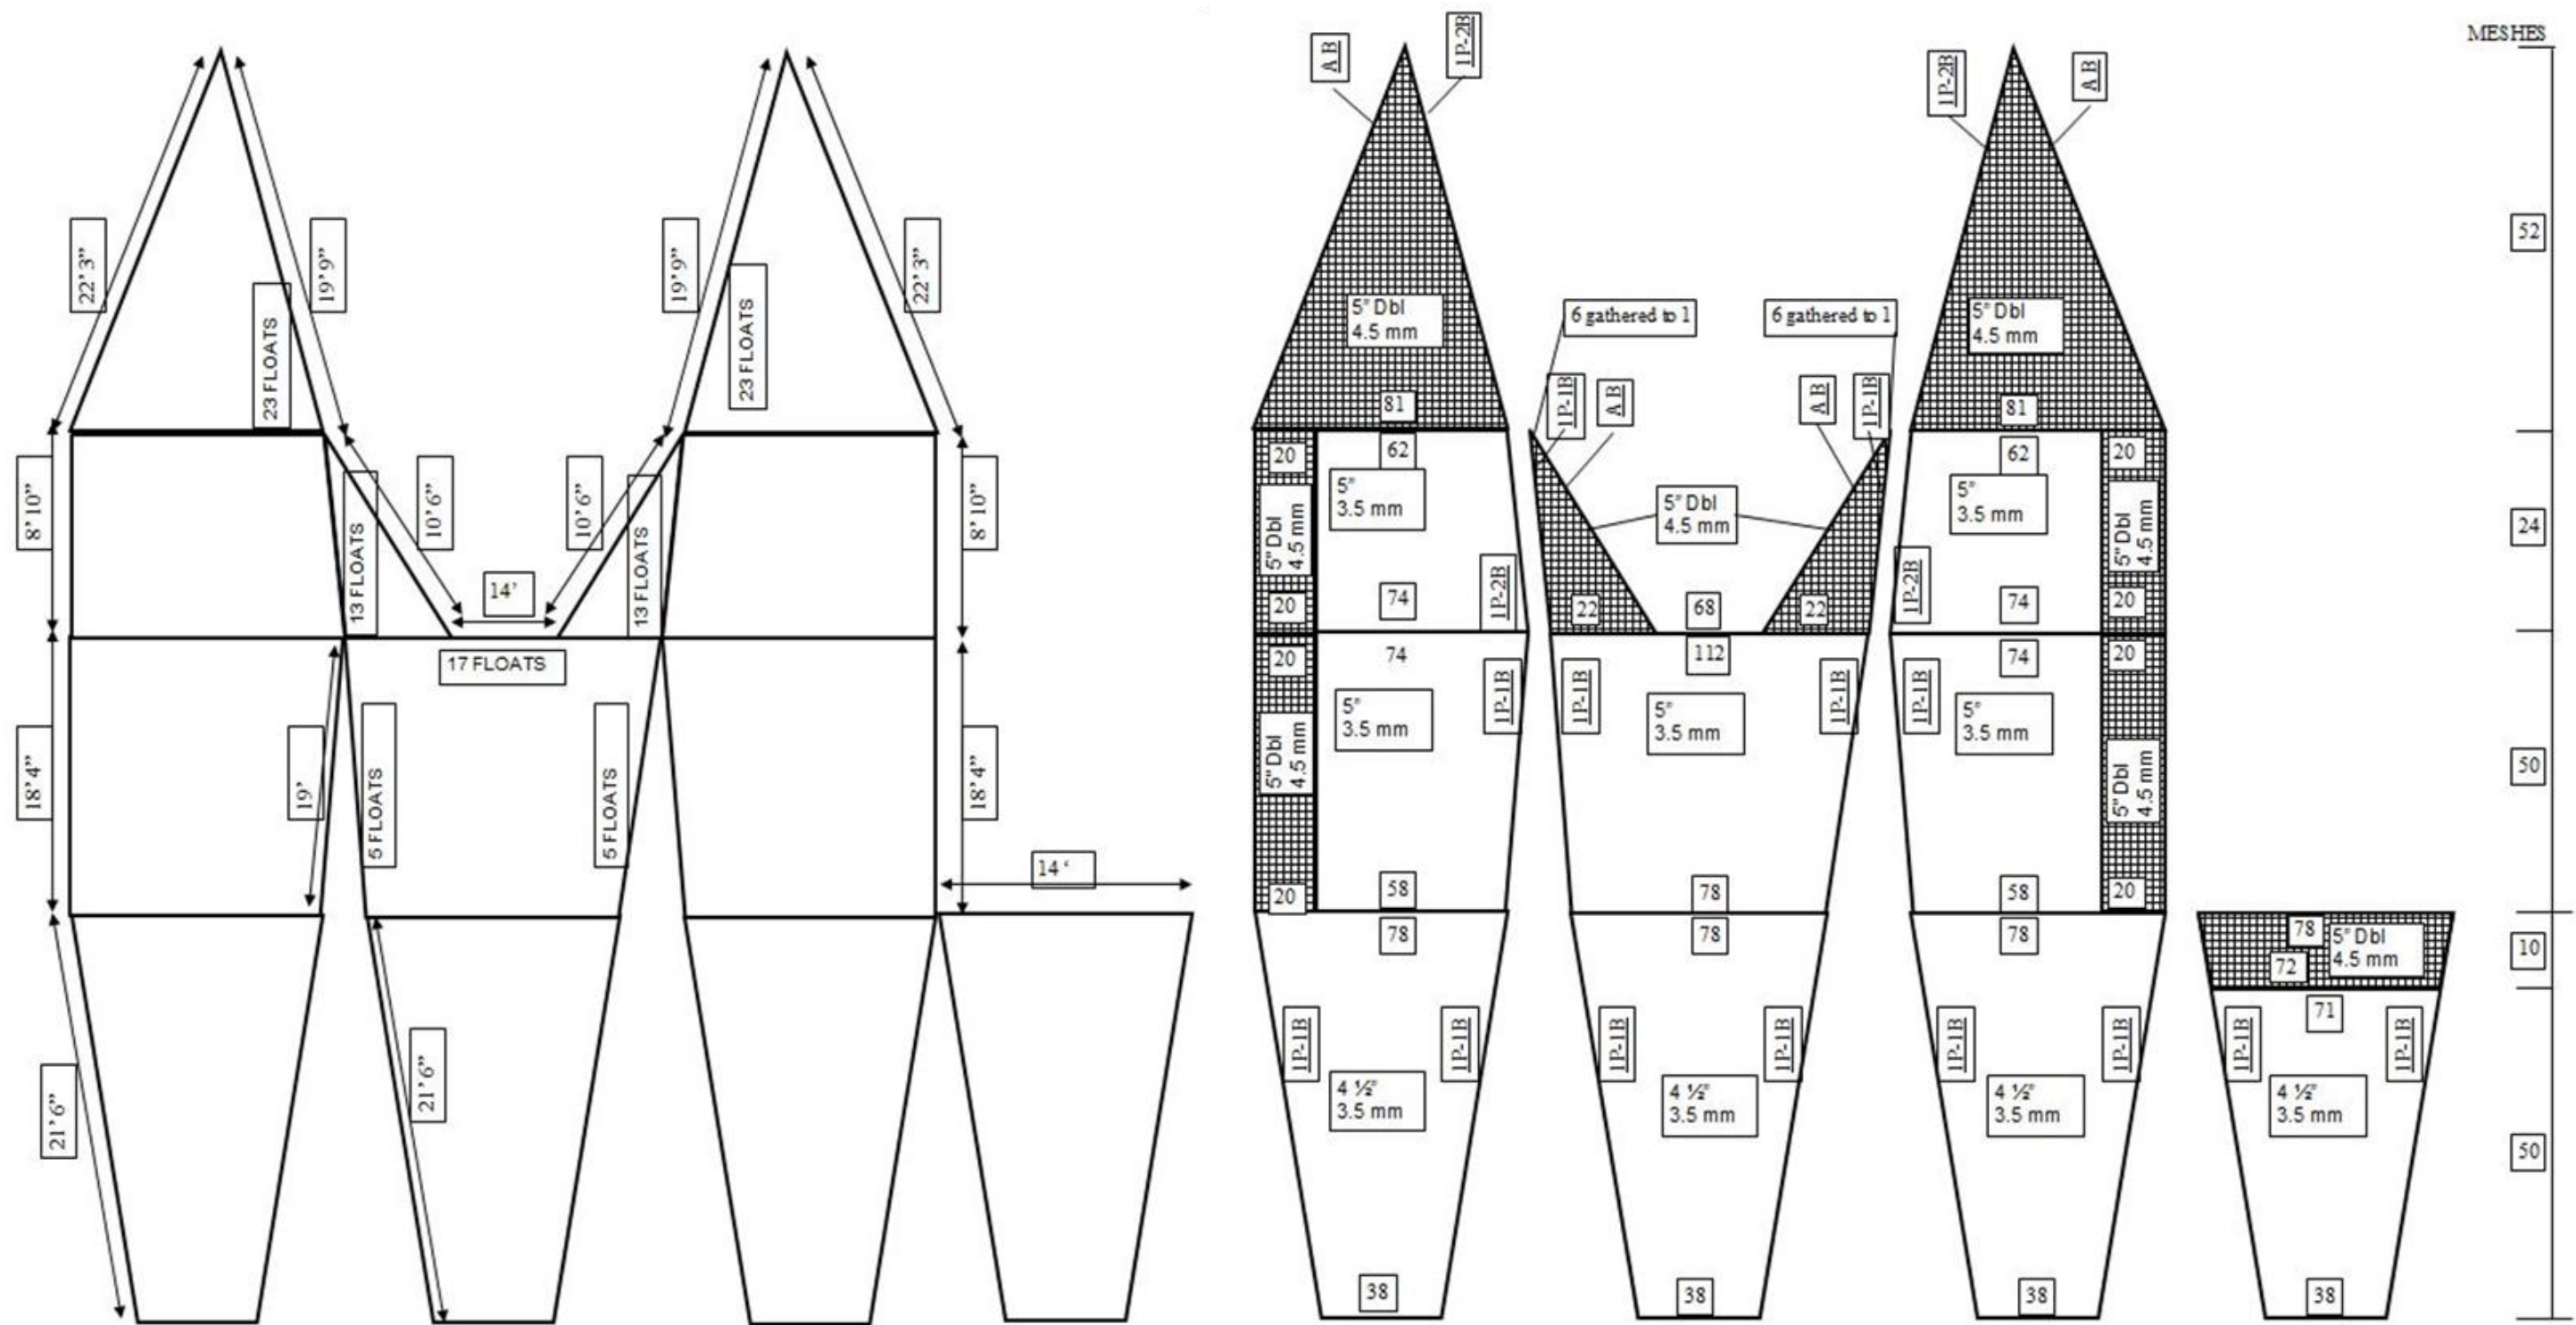 MESHES
22' 3"
19' 9"
23 FLOATS
19' 9"
23 FLOATS
22' 3"
8' 10"
13 FLOATS
10' 6"
14'
10' 6"
13 FLOATS
8' 10"
17 FLOATS
18' 4"
19'
5 FLOATS
5 FLOATS
18' 4"
14 '
21' 6"
21' 6"
A B
1P-2B
5" Dbl
4.5 mm
81
20
62
5"
3.5 mm
5" Dbl
4.5 mm
20
74
1P-2B
20
74
1P-1B
5"
3.5 mm
5" Dbl
4.5 mm
20
58
78
1P-1B
1P-1B
4 ½"
3.5 mm
38
6 gathered to 1
6 gathered to 1
1P-1B
A B
A B
1P-1B
5" Dbl
4.5 mm
22
68
22
112
1P-1B
1P-1B
5"
3.5 mm
78
78
1P-1B
1P-1B
4 ½"
3.5 mm
38
1P-2B
A B
5" Dbl
4.5 mm
81
62
20
5"
3.5 mm
5" Dbl
4.5 mm
1P-2B
74
20
74
20
1P-1B
5"
3.5 mm
5" Dbl
4.5 mm
58
20
78
1P-1B
1P-1B
4 ½"
3.5 mm
38
78
5" Dbl
4.5 mm
72
71
1P-1B
1P-1B
4 ½"
3.5 mm
38
52
24
50
10
50